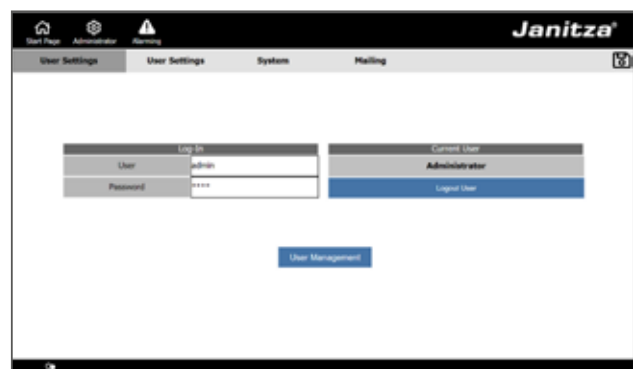 Janitza®
Start Page Administrator Alarming
User Settings User Settings System Mailing
Log-In
User admin
Password ****
Current User
Administrator
Logout User
User Management